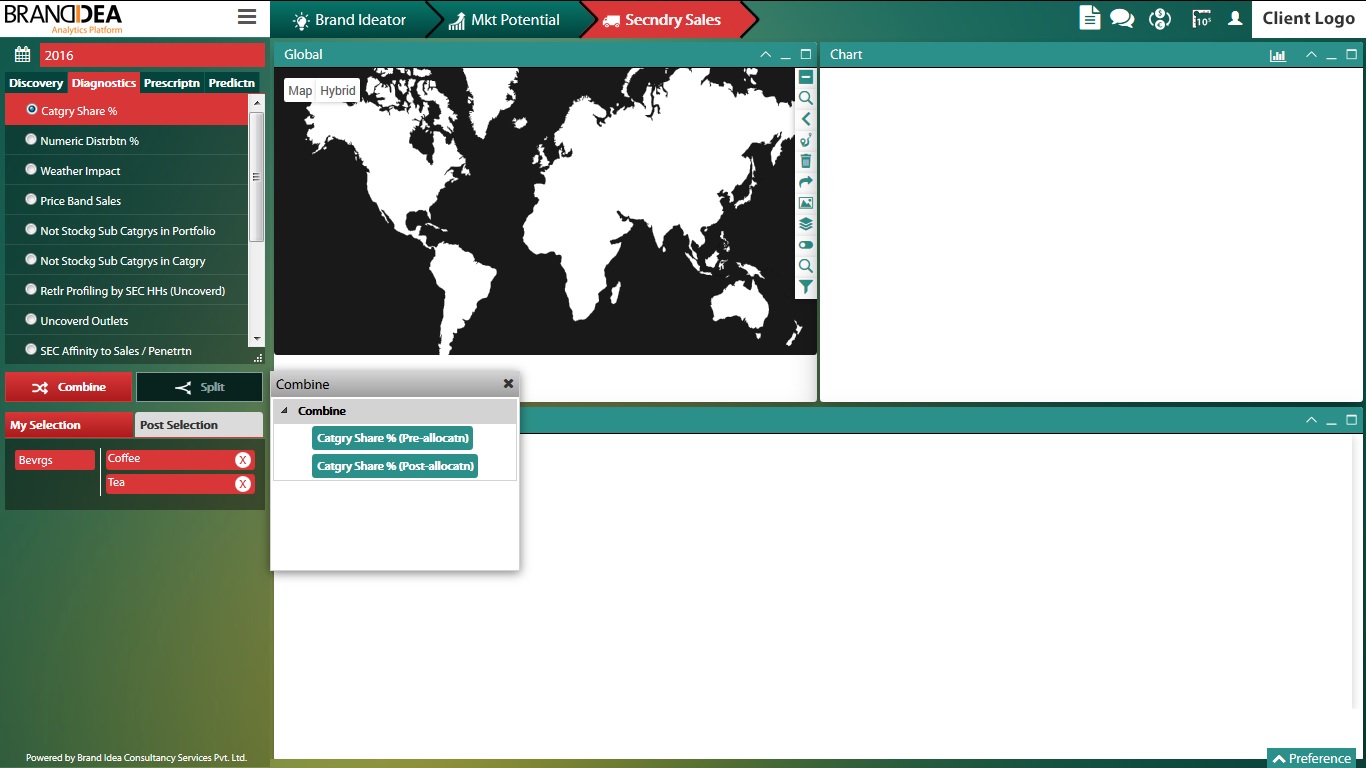 BRANDIDEA
Analytics Platform
Brand Ideator
Mkt Potential
Secndry Sales
10⁵
Client Logo
2016
Discovery
Diagnostics
Prescriptn
Predictn
Catgry Share %
Numeric Distrbtn %
Weather Impact
Price Band Sales
Not Stockg Sub Catgrys in Portfolio
Not Stockg Sub Catgrys in Catgry
Retlr Profiling by SEC HHs (Uncoverd)
Uncoverd Outlets
SEC Affinity to Sales / Penetrtn
Combine
Split
My Selection
Post Selection
Bevrgs
Coffee
X
Tea
X
Powered by Brand Idea Consultancy Services Pvt. Ltd.
Global
Map
Hybrid
Chart
Combine
Combine
Catgry Share % (Pre-allocatn)
Catgry Share % (Post-allocatn)
Preference